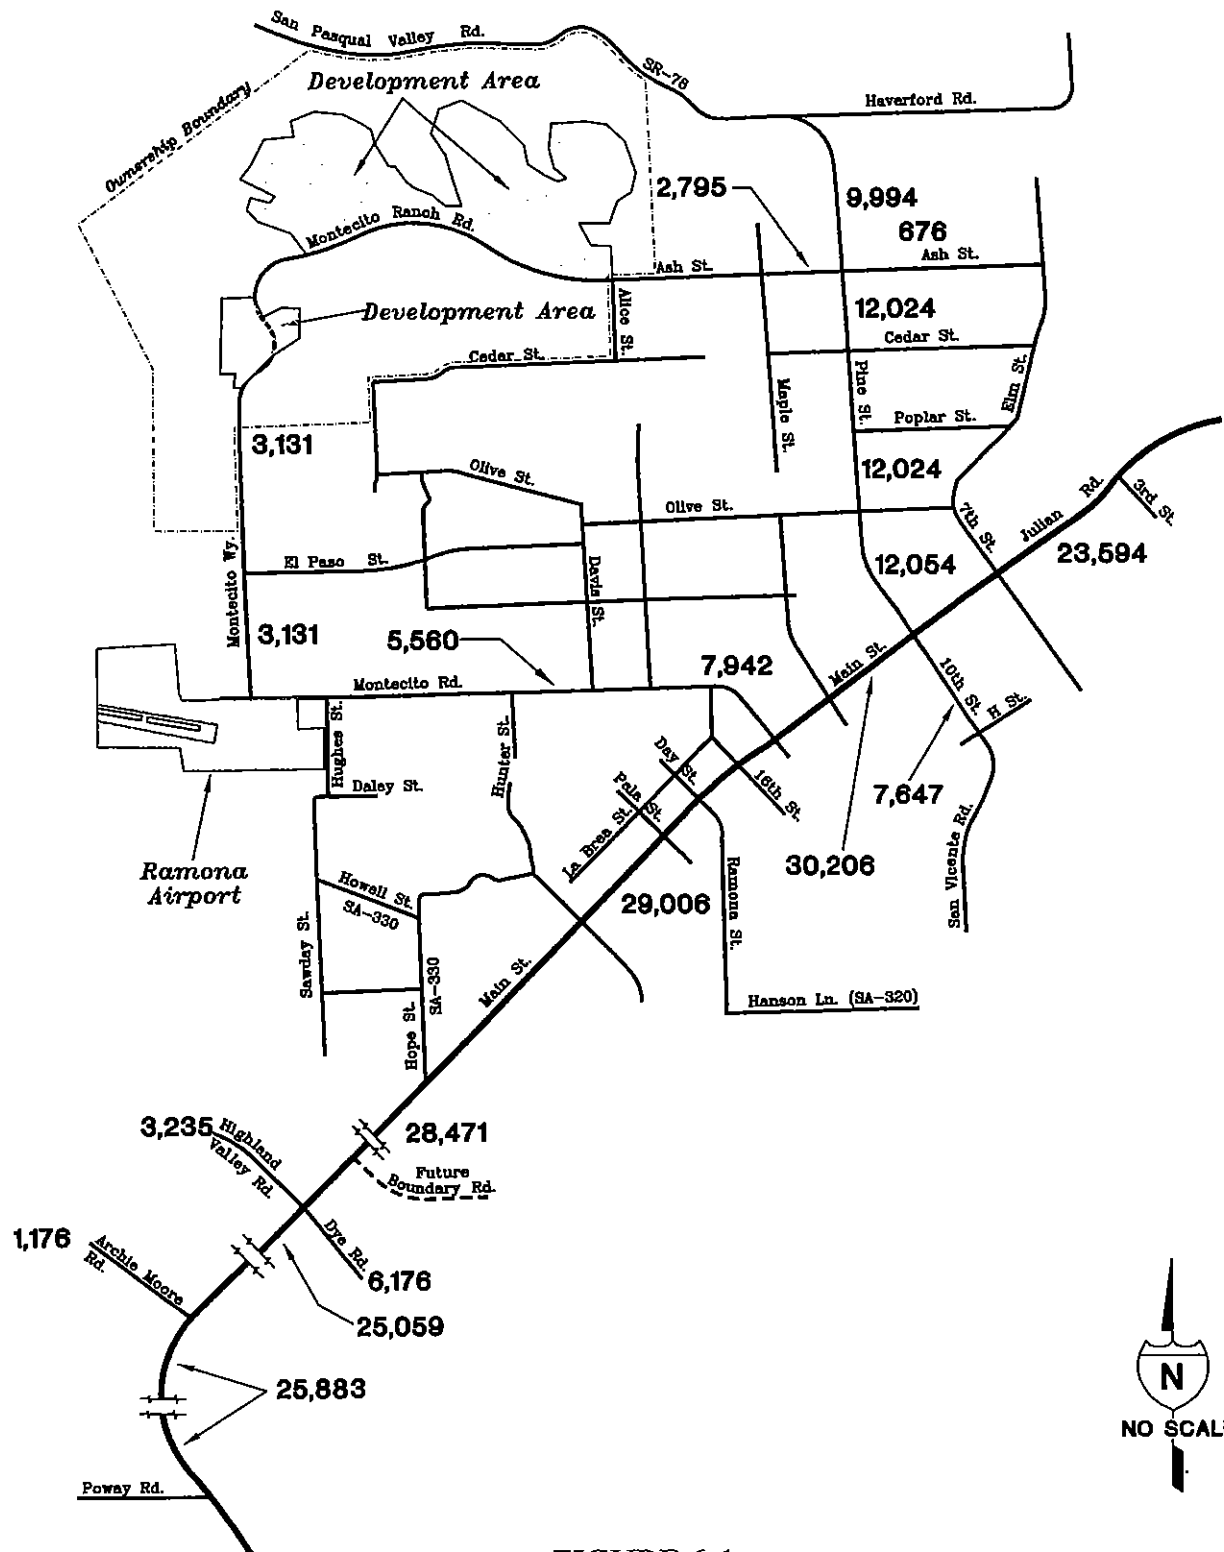 San Pasqual Valley Rd.
SR-78
Development Area
Haverford Rd.
Ownership Boundary
2,795
9,994
676
Montecito Ranch Rd.
Ash St.
Ash St.
Alice St.
Development Area
12,024
Cedar St.
Cedar St.
Maple St.
Pine St.
Elm St.
Poplar St.
3,131
12,024
Olive St.
Olive St.
Julian Rd.
3rd St.
7th St.
Montecito Wy.
El Paso St.
Davis St.
12,054
23,594
3,131
5,560
7,942
Main St.
10th St.
H St.
Montecito Rd.
Hughes St.
Hunter St.
Day St.
16th St.
Pala St.
La Brea St.
Daley St.
7,647
San Vicente Rd.
Ramona
Airport
30,206
29,006
Ramona St.
Howell St.
SA-330
Sawday St.
SA-330
Hope St.
Main St.
Hanson Ln. (SA-320)
3,235
Highland
Valley Rd.
28,471
Future
Boundary Rd.
1,176
Archie Moore
Rd.
Dye Rd.
6,176
25,059
25,883
N
Poway Rd.